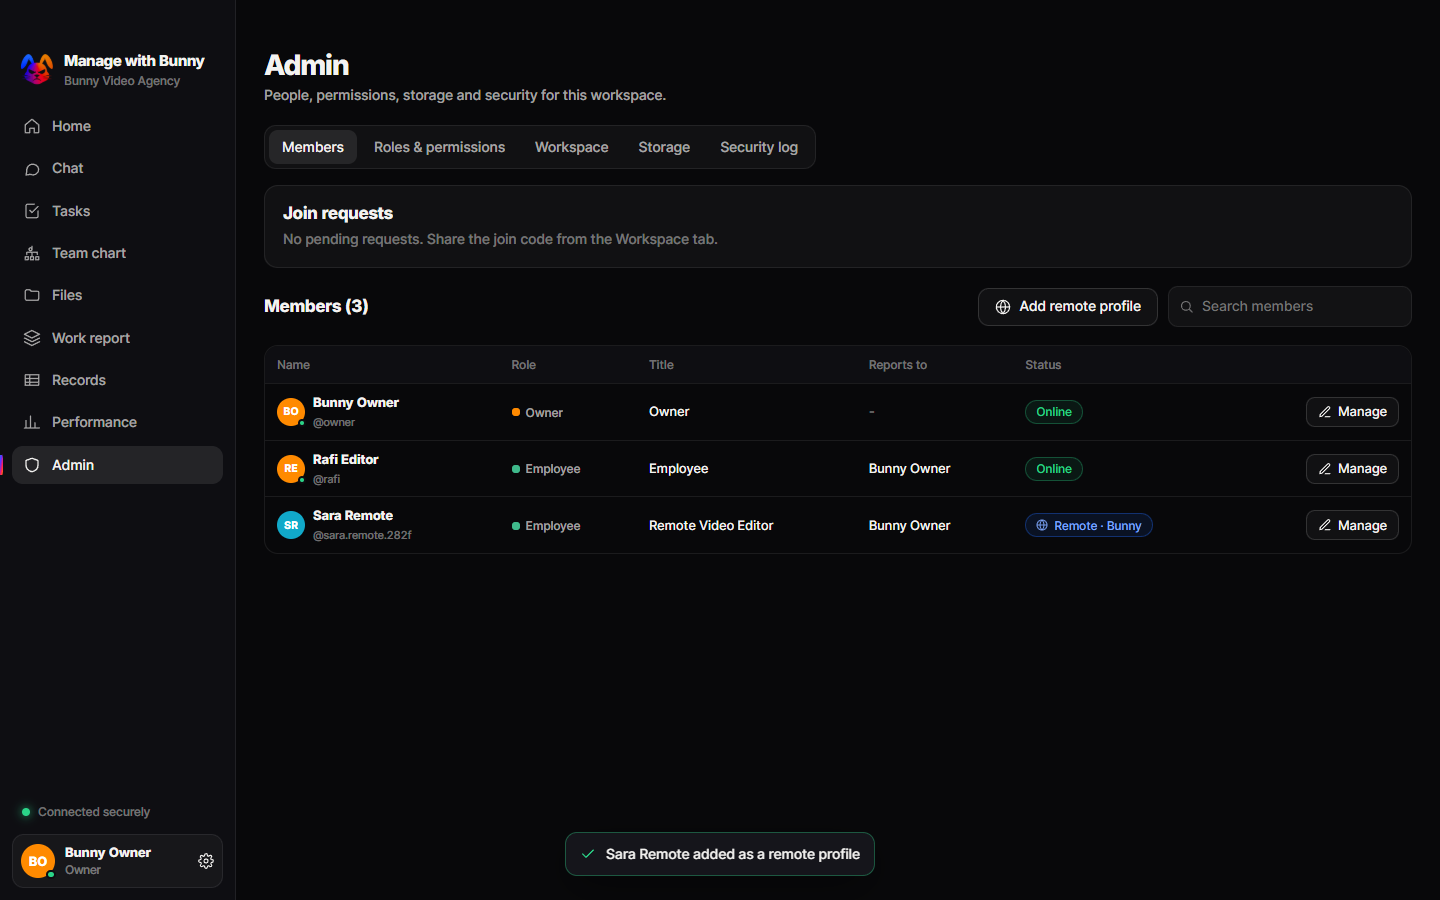 Manage with Bunny
Bunny Video Agency
Home
Chat
Tasks
Team chart
Files
Work report
Records
Performance
Admin
Connected securely
BO
Bunny Owner
Owner
Admin
People, permissions, storage and security for this workspace.
Members Roles & permissions Workspace Storage Security log
Join requests
No pending requests. Share the join code from the Workspace tab.
Members (3)
Add remote profile
Search members
Name Role Title Reports to Status
BO Bunny Owner @owner Owner Owner - Online Manage
RE Rafi Editor @rafi Employee Employee Bunny Owner Online Manage
SR Sara Remote @sara.remote.282f Employee Remote Video Editor Bunny Owner Remote · Bunny Manage
Sara Remote added as a remote profile